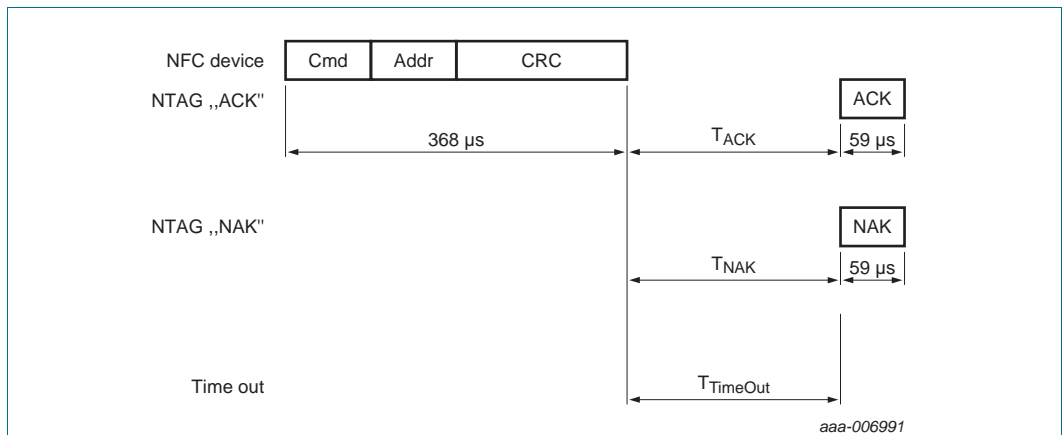 NFC device Cmd Addr CRC
NTAG ,,ACK" ACK
368 μs TACK 59 μs
NTAG ,,NAK" NAK
TNAK 59 μs
Time out TTimeOut
aaa-006991